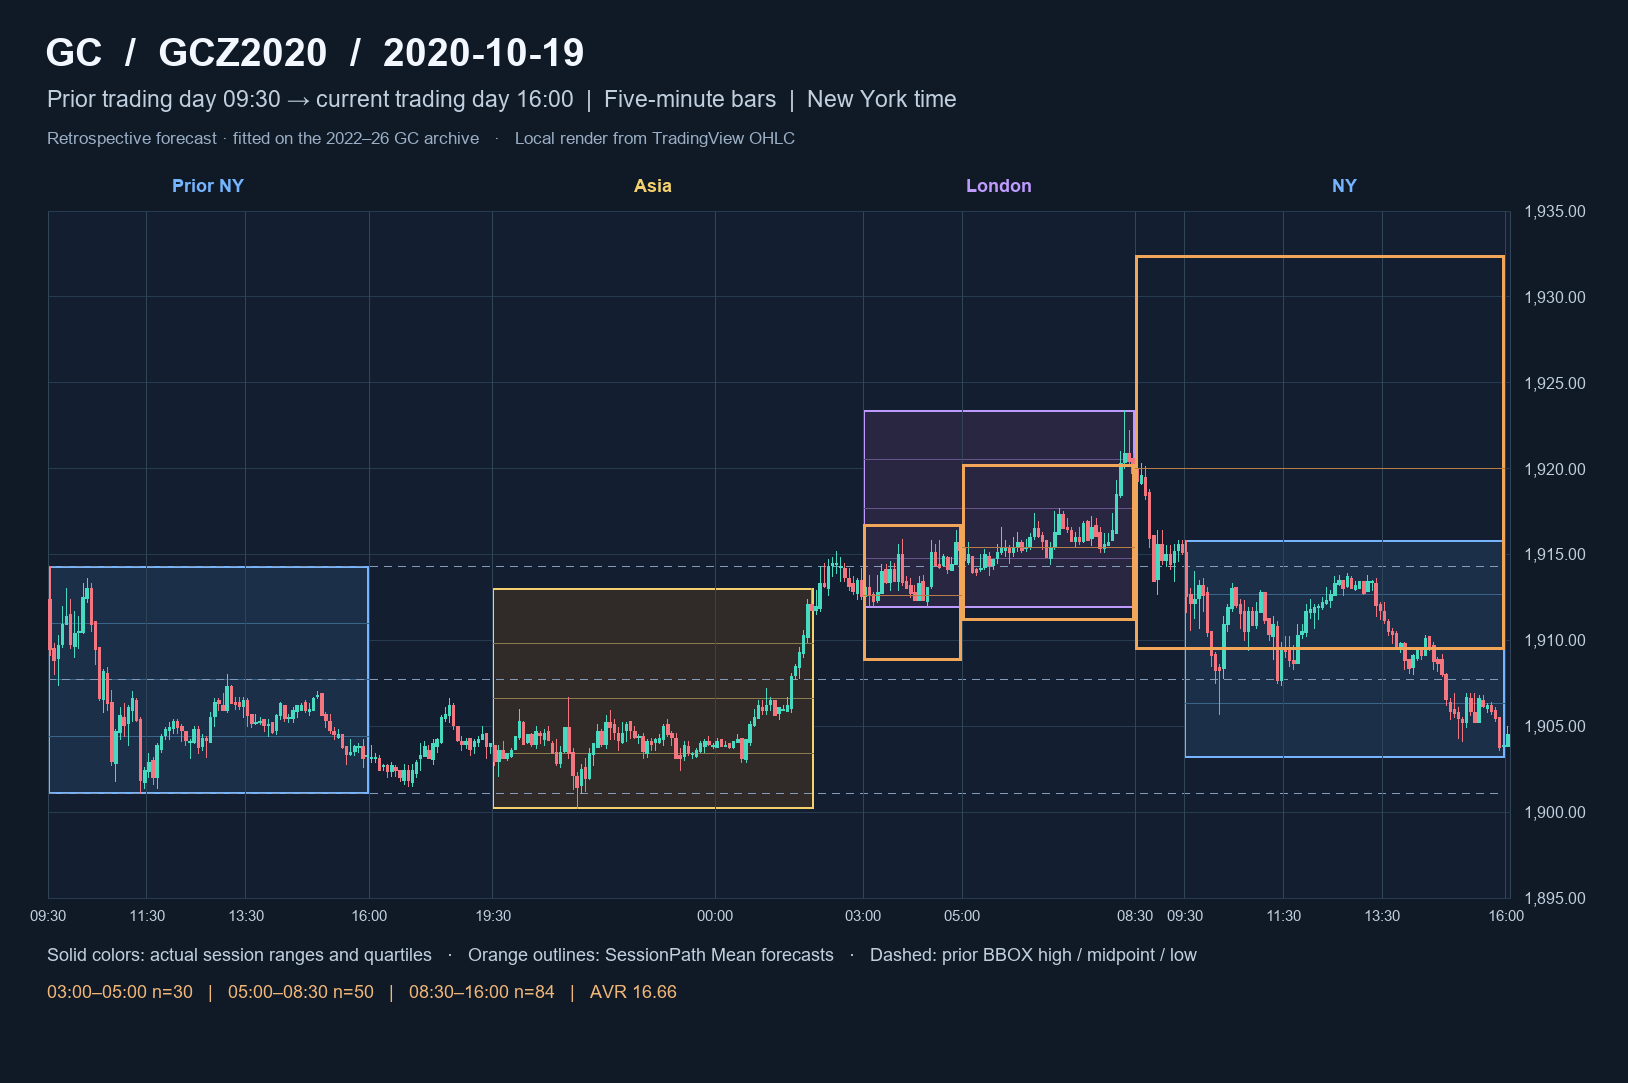 GC / GCZ2020 / 2020-10-19
Prior trading day 09:30 → current trading day 16:00 | Five-minute bars | New York time
Retrospective forecast · fitted on the 2022–26 GC archive · Local render from TradingView OHLC
Prior NY Asia London NY
1,935.00
1,930.00
1,925.00
1,920.00
1,915.00
1,910.00
1,905.00
1,900.00
1,895.00
09:30 11:30 13:30 16:00 19:30 00:00 03:00 05:00 08:30 09:30 11:30 13:30 16:00
Solid colors: actual session ranges and quartiles · Orange outlines: SessionPath Mean forecasts · Dashed: prior BBOX high / midpoint / low
03:00–05:00 n=30 | 05:00–08:30 n=50 | 08:30–16:00 n=84 | AVR 16.66